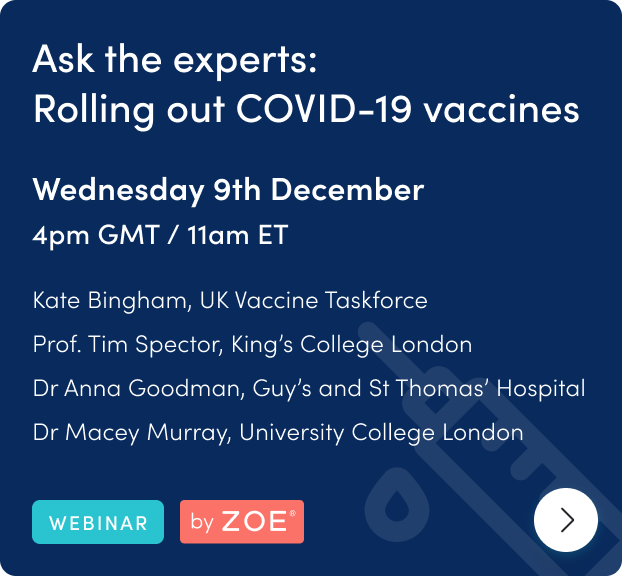 Ask the experts:
Rolling out COVID-19 vaccines
Wednesday 9th December
4pm GMT / 11am ET
Kate Bingham, UK Vaccine Taskforce
Prof. Tim Spector, King’s College London
Dr Anna Goodman, Guy’s and St Thomas’ Hospital
Dr Macey Murray, University College London
WEBINAR
by ZOE®